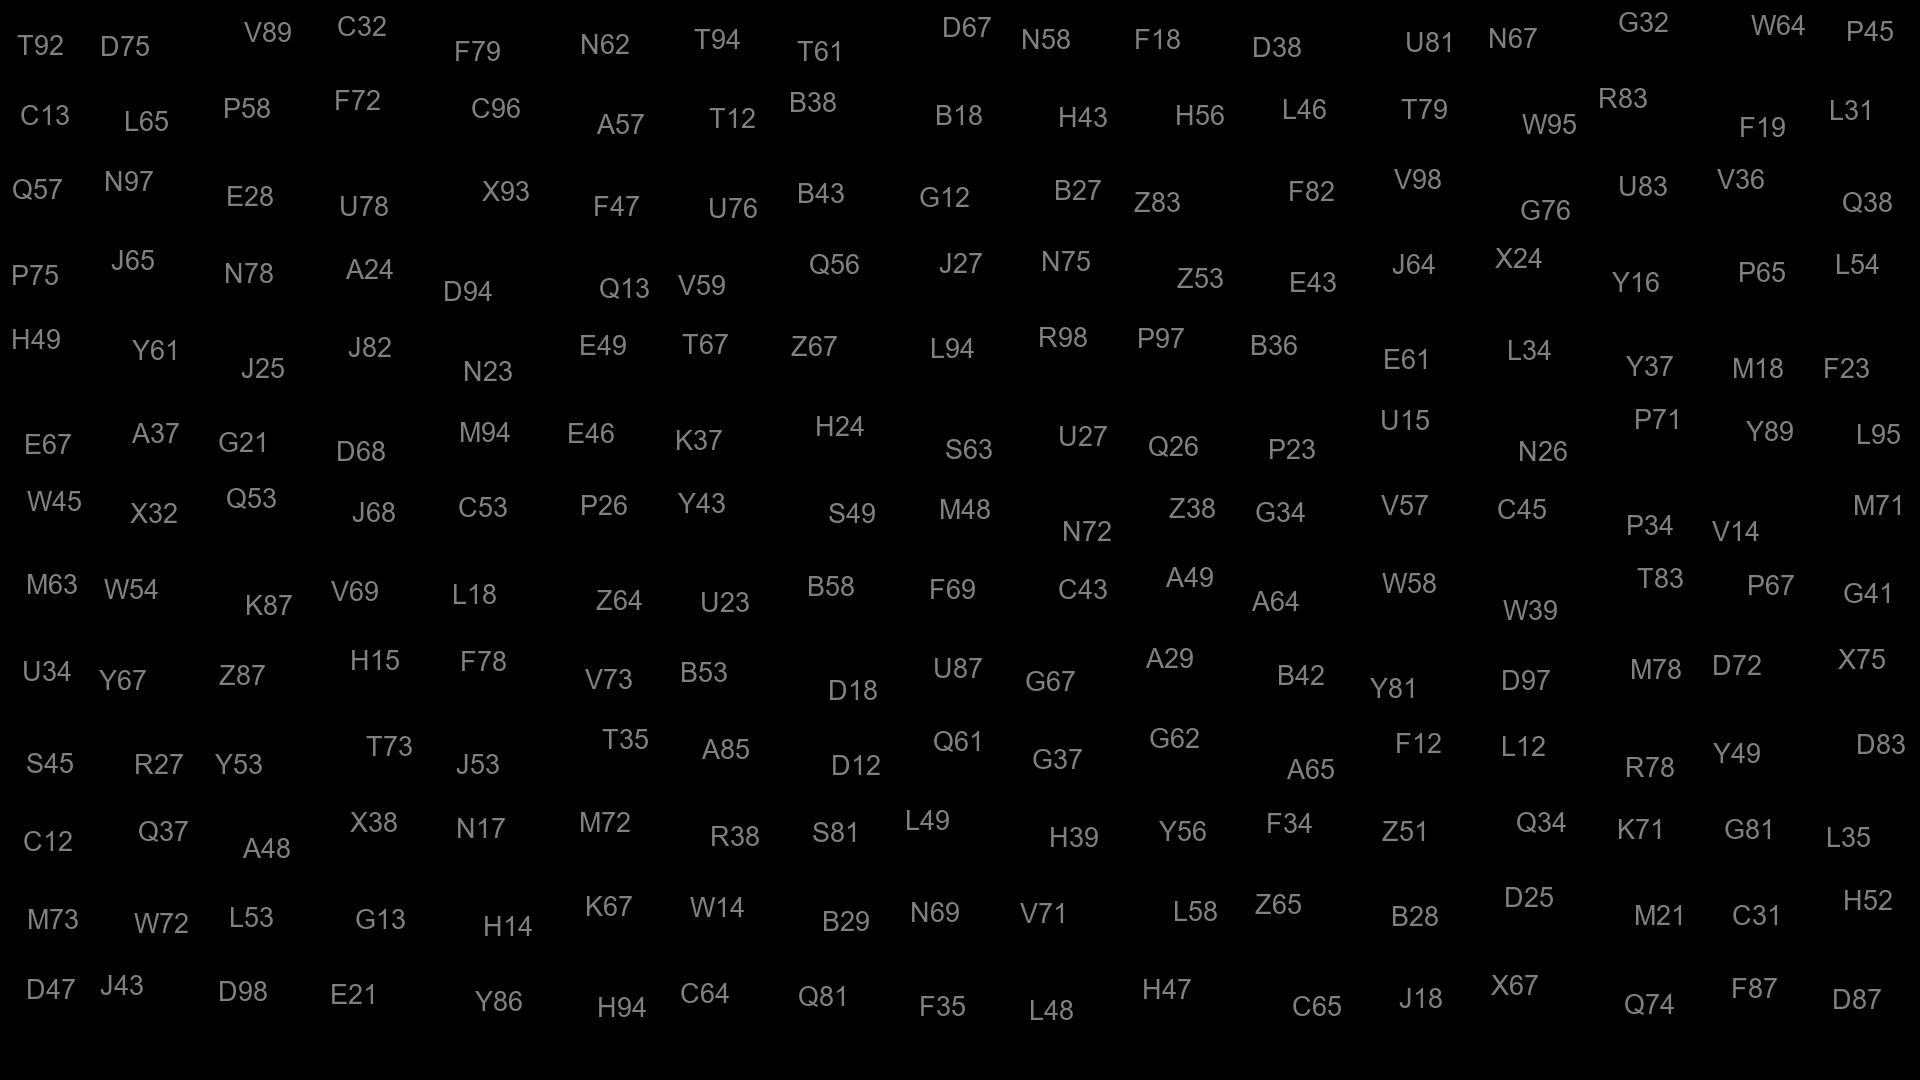 T92 D75 V89 C32 F79 N62 T94 T61 D67 N58 F18 D38 U81 N67 G32 W64 P45
C13 L65 P58 F72 C96 A57 T12 B38 B18 H43 H56 L46 T79 W95 R83 F19 L31
Q57 N97 E28 U78 X93 F47 U76 B43 G12 B27 Z83 F82 V98 G76 U83 V36 Q38
P75 J65 N78 A24 D94 Q13 V59 Q56 J27 N75 Z53 E43 J64 X24 Y16 P65 L54
H49 Y61 J25 J82 N23 E49 T67 Z67 L94 R98 P97 B36 E61 L34 Y37 M18 F23
E67 A37 G21 D68 M94 E46 K37 H24 S63 U27 Q26 P23 U15 N26 P71 Y89 L95
W45 X32 Q53 J68 C53 P26 Y43 S49 M48 N72 Z38 G34 V57 C45 P34 V14 M71
M63 W54 K87 V69 L18 Z64 U23 B58 F69 C43 A49 A64 W58 W39 T83 P67 G41
U34 Y67 Z87 H15 F78 V73 B53 D18 U87 G67 A29 B42 Y81 D97 M78 D72 X75
S45 R27 Y53 T73 J53 T35 A85 D12 Q61 G37 G62 A65 F12 L12 R78 Y49 D83
C12 Q37 A48 X38 N17 M72 R38 S81 L49 H39 Y56 F34 Z51 Q34 K71 G81 L35
M73 W72 L53 G13 H14 K67 W14 B29 N69 V71 L58 Z65 B28 D25 M21 C31 H52
D47 J43 D98 E21 Y86 H94 C64 Q81 F35 L48 H47 C65 J18 X67 Q74 F87 D87